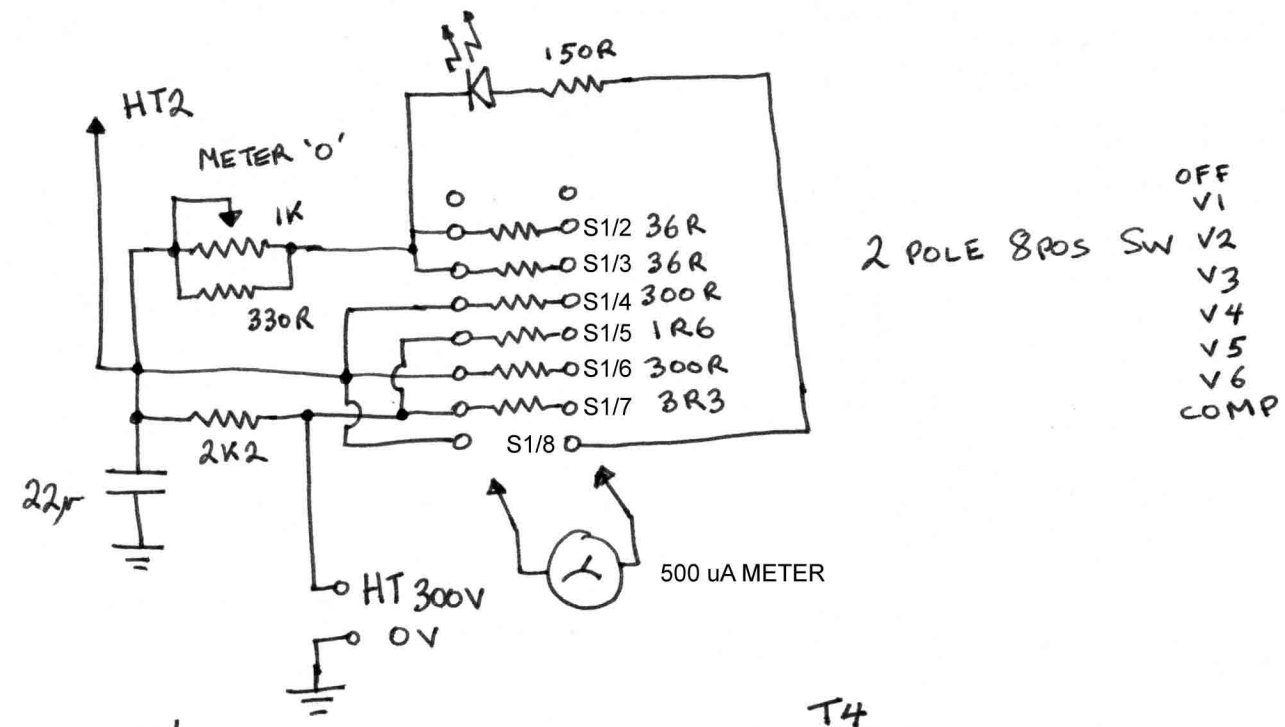 150R
HT2
METER 'O'
1K
OFF
V1
S1/2 36R
2 POLE 8POS SW V2
S1/3 36R
V3
S1/4 300R
330R
V4
S1/5 1R6
V5
S1/6 300R
V6
S1/7 3R3
COMP
2K2
S1/8
22µ
500 uA METER
HT 300V
0V
T4